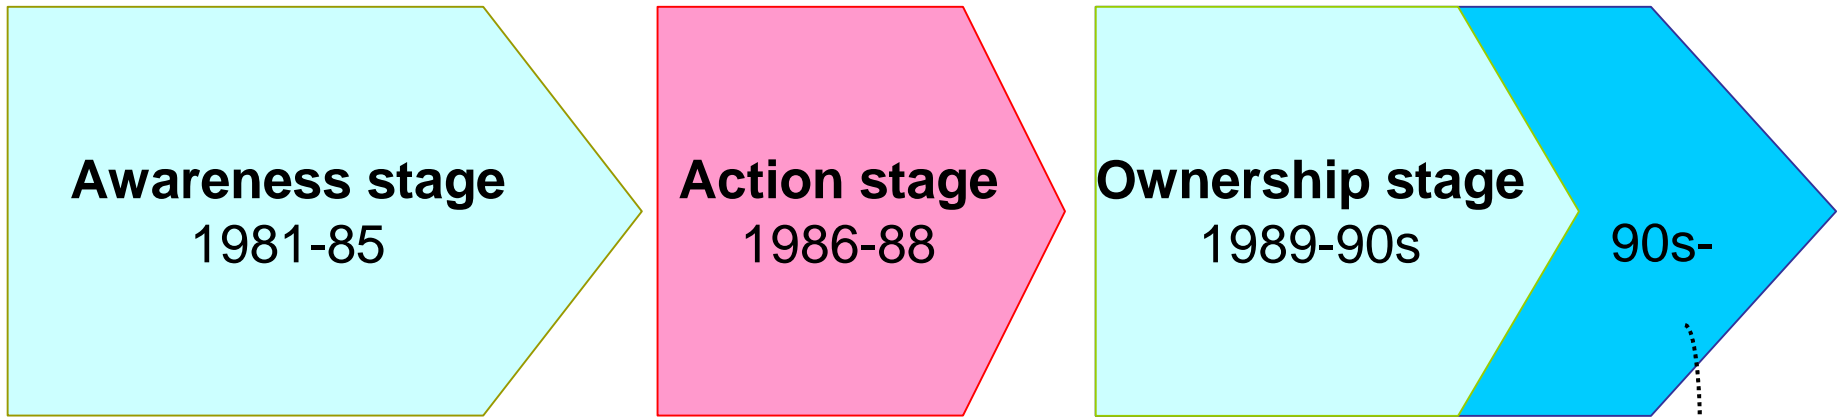 Awareness stage
1981-85
Action stage
1986-88
Ownership stage
1989-90s
90s-